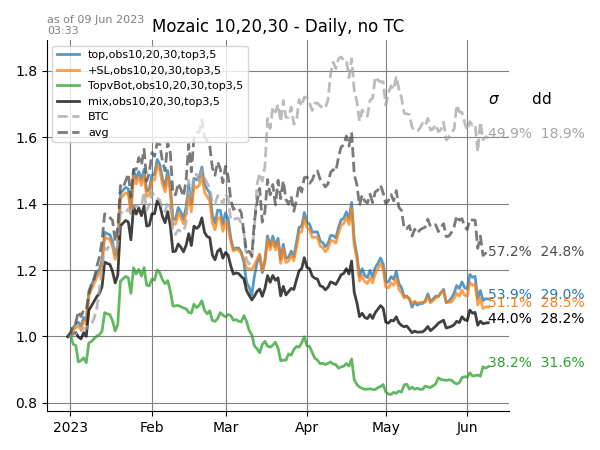 as of 09 Jun 2023
03:33
Mozaic 10,20,30 - Daily, no TC
top,obs10,20,30,top3,5
+SL,obs10,20,30,top3,5
TopvBot,obs10,20,30,top3,5
mix,obs10,20,30,top3,5
BTC
avg
σ dd
49.9% 18.9%
57.2% 24.8%
53.9% 29.0%
51.1% 28.5%
44.0% 28.2%
38.2% 31.6%
1.8
1.6
1.4
1.2
1.0
0.8
2023 Feb Mar Apr May Jun